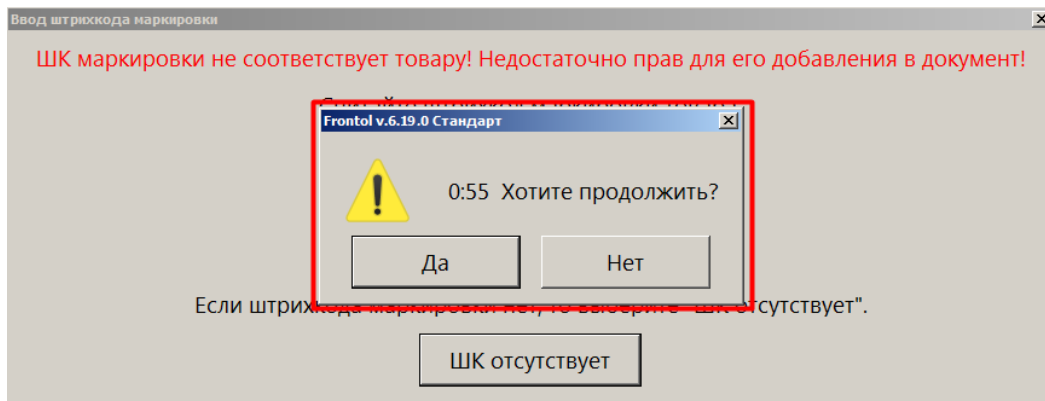 Ввод штрихкода маркировки
ШК маркировки не соответствует товару! Недостаточно прав для его добавления в документ!
Frontol v.6.19.0 Стандарт
0:55 Хотите продолжить?
Да
Нет
Если штрихкода маркировки нет, то выберите "ШК отсутствует".
ШК отсутствует